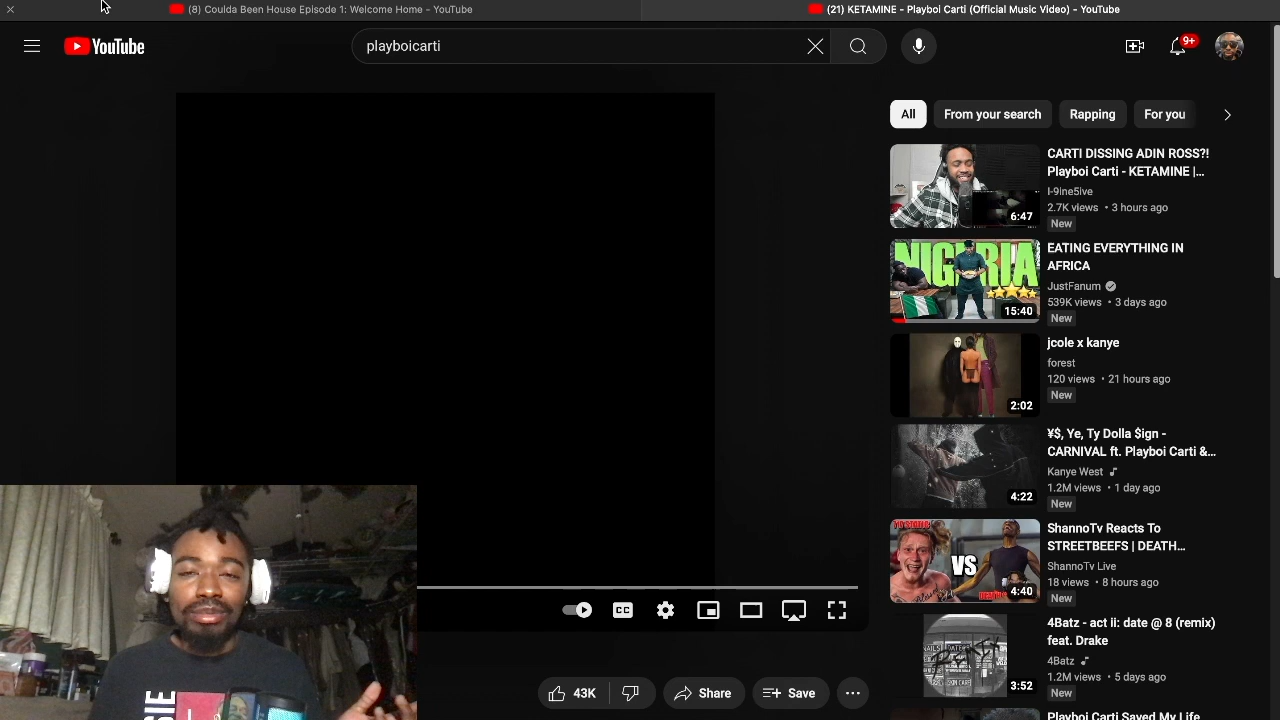 (8) Coulda Been House Episode 1: Welcome Home - YouTube
(21) KETAMINE - Playboi Carti (Official Music Video) - YouTube
YouTube
playboicarti
9+
All
From your search
Rapping
For you
CARTI DISSING ADIN ROSS?!
Playboi Carti - KETAMINE |...
I-9ine5ive
2.7K views • 3 hours ago
New
6:47
EATING EVERYTHING IN
AFRICA
JustFanum
539K views • 3 days ago
New
NIGERIA
15:40
jcole x kanye
forest
120 views • 21 hours ago
New
2:02
¥$, Ye, Ty Dolla $ign -
CARNIVAL ft. Playboi Carti &...
Kanye West
1.2M views • 1 day ago
New
4:22
ShannoTv Reacts To
STREETBEEFS | DEATH...
ShannoTv Live
18 views • 8 hours ago
New
VS
4:40
4Batz - act ii: date @ 8 (remix)
feat. Drake
4Batz
1.2M views • 5 days ago
New
3:52
Playboi Carti Saved My Life
CC
43K
Share
Save